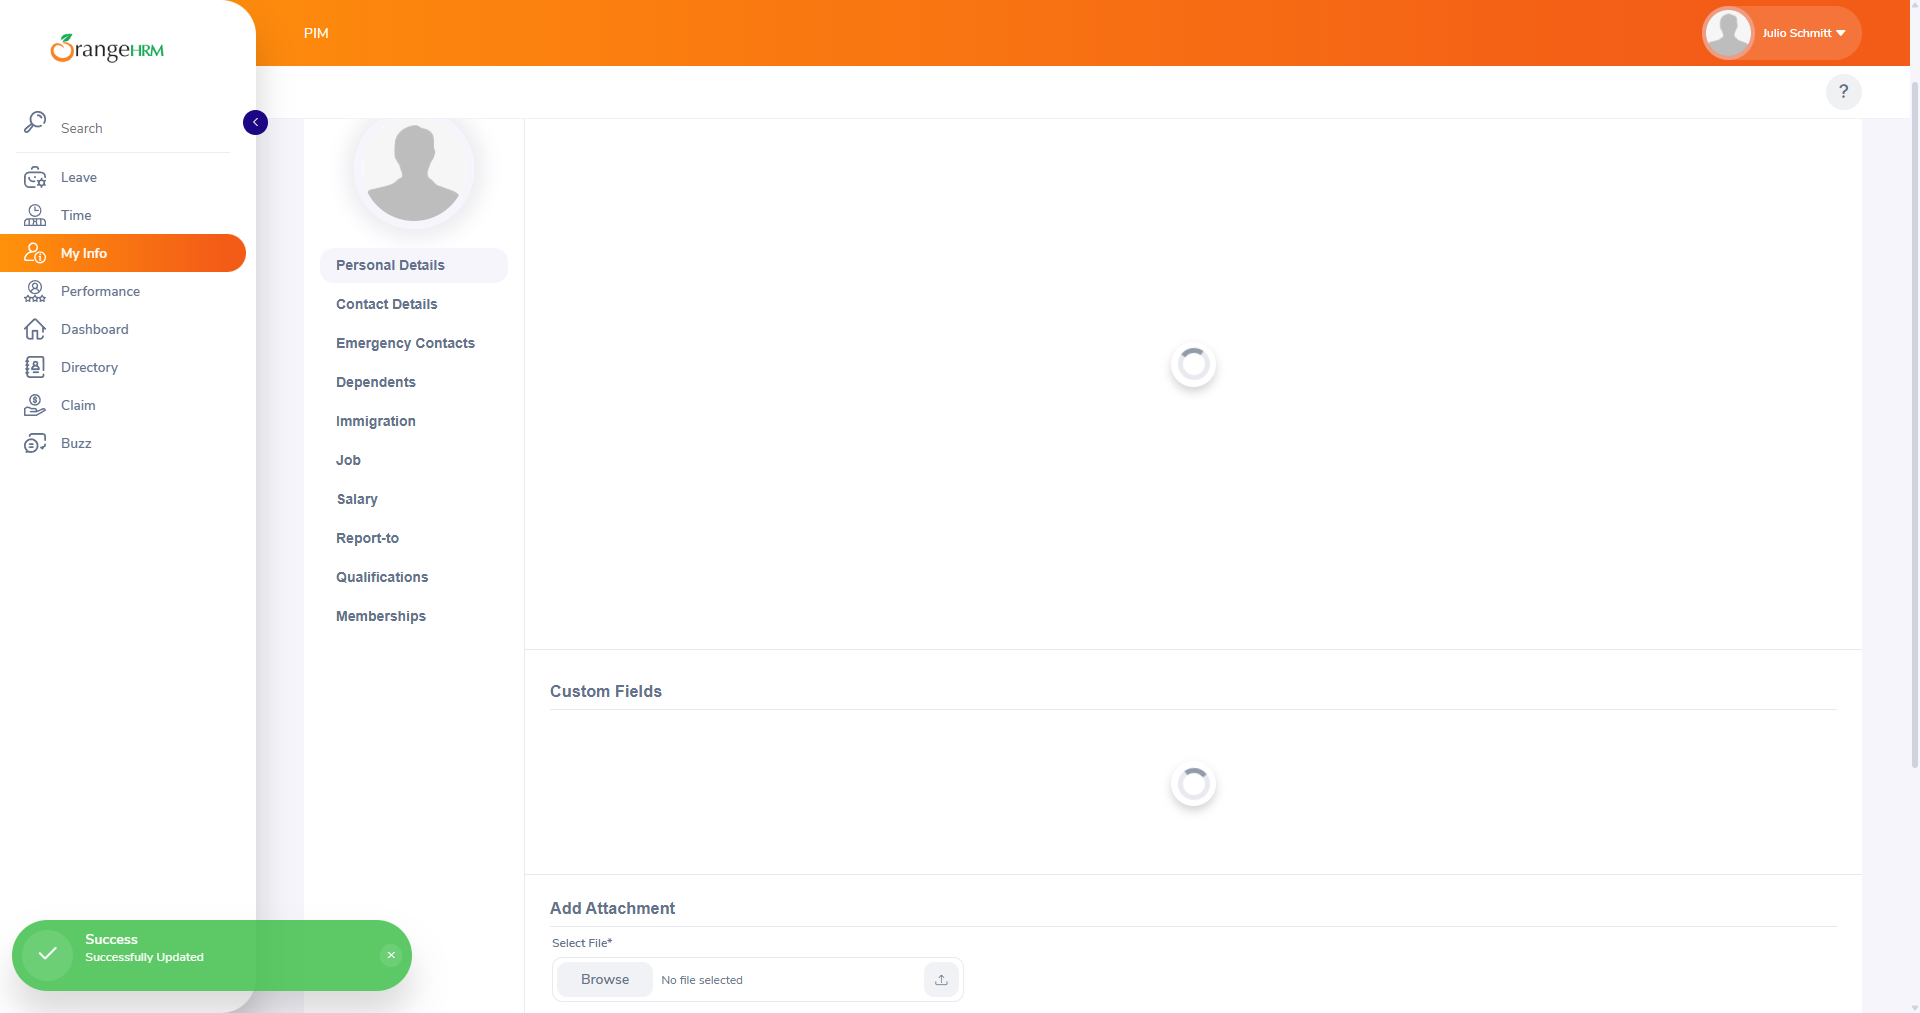 OrangeHRM
PIM
Julio Schmitt
?
Search
Leave
Time
My Info
Performance
Dashboard
Directory
Claim
Buzz
Personal Details
Contact Details
Emergency Contacts
Dependents
Immigration
Job
Salary
Report-to
Qualifications
Memberships
Custom Fields
Add Attachment
Select File*
Browse
No file selected
Success
Successfully Updated